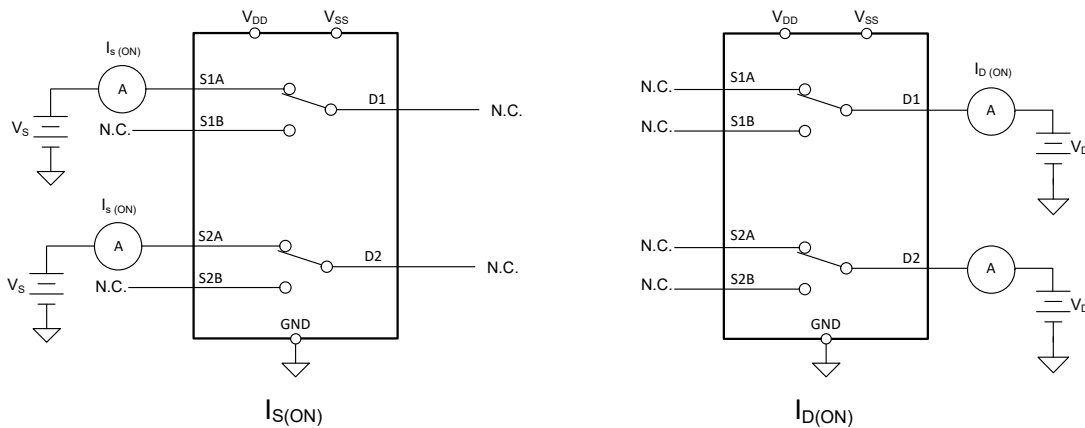 VDD VSS
Is (ON)
A
S1A
D1
N.C.
VS
N.C.
S1B
Is (ON)
A
S2A
D2
N.C.
VS
N.C.
S2B
GND
IS(ON)
VDD VSS
N.C.
S1A
ID (ON)
D1
A
N.C.
S1B
VD
N.C.
S2A
D2
A
N.C.
S2B
VD
GND
ID(ON)